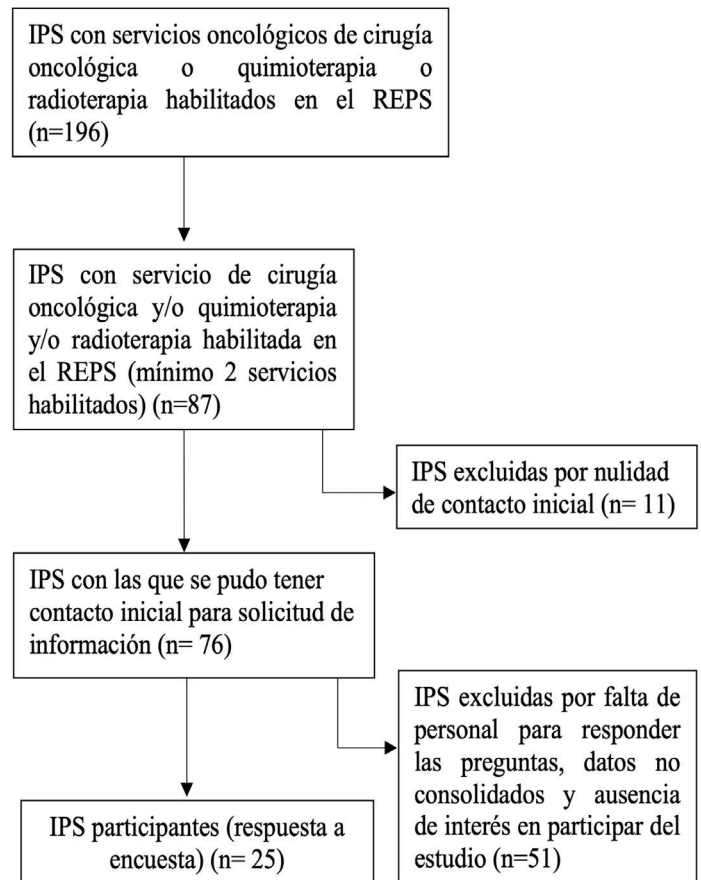 IPS con servicios oncológicos de cirugía
oncológica o quimioterapia o
radioterapia habilitados en el REPS
(n=196)
IPS con servicio de cirugía
oncológica y/o quimioterapia
y/o radioterapia habilitada en
el REPS (mínimo 2 servicios
habilitados) (n=87)
IPS excluidas por nulidad
de contacto inicial (n= 11)
IPS con las que se pudo tener
contacto inicial para solicitud de
información (n= 76)
IPS excluidas por falta de
personal para responder
las preguntas, datos no
consolidados y ausencia
de interés en participar del
estudio (n=51)
IPS participantes (respuesta a
encuesta) (n= 25)